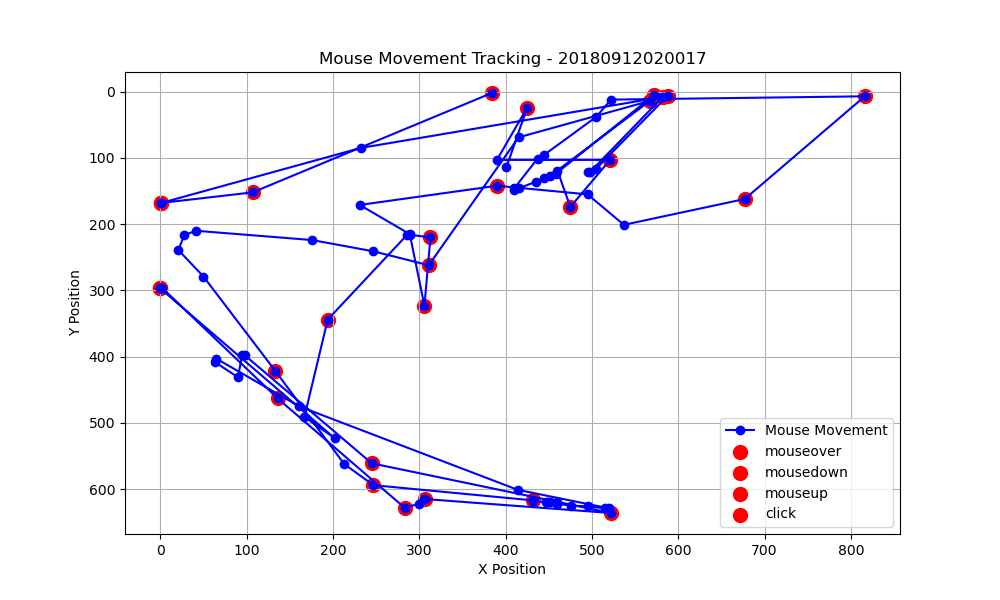 Mouse Movement Tracking - 20180912020017
Y Position
0
100
200
300
400
500
600
0 100 200 300 400 500 600 700 800
X Position
Mouse Movement
mouseover
mousedown
mouseup
click